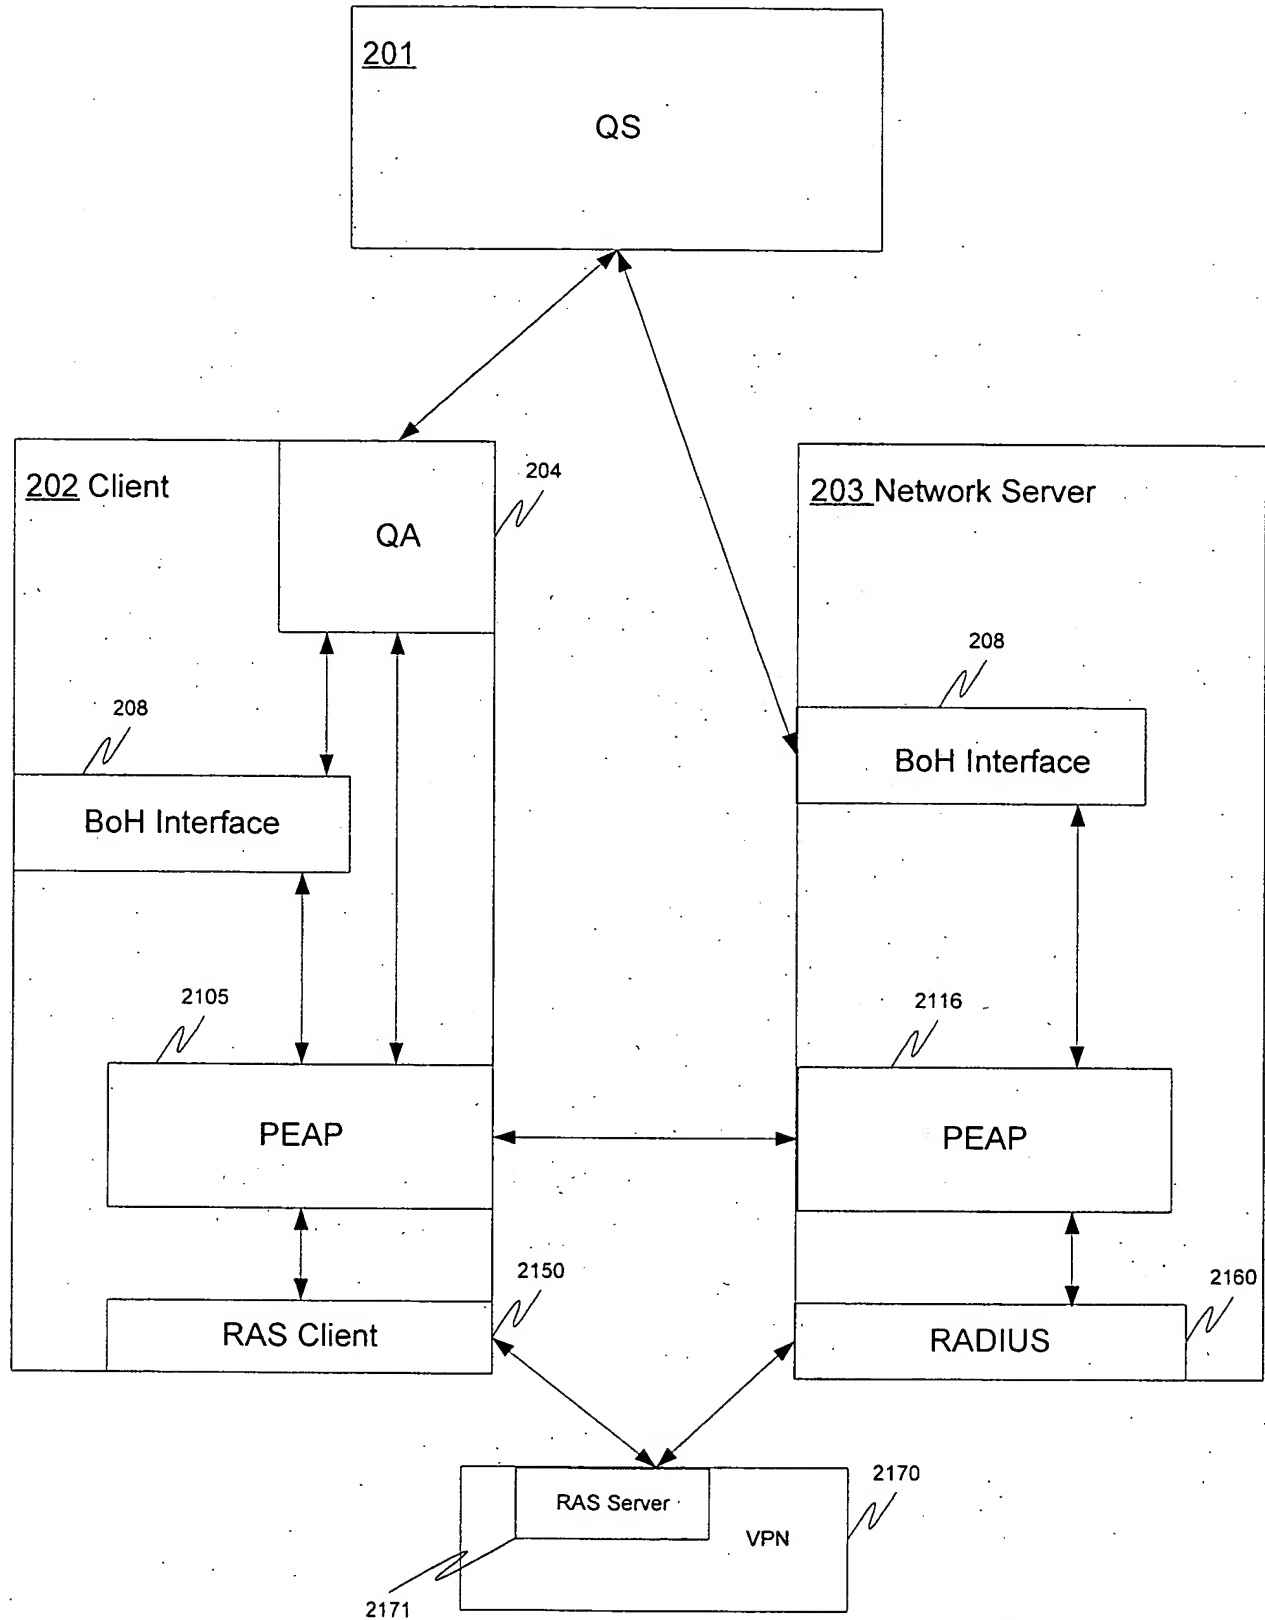 201
QS
202 Client
204
QA
203 Network Server
208
BoH Interface
208
BoH Interface
2105
PEAP
2116
PEAP
2150
RAS Client
2160
RADIUS
RAS Server
VPN
2170
2171